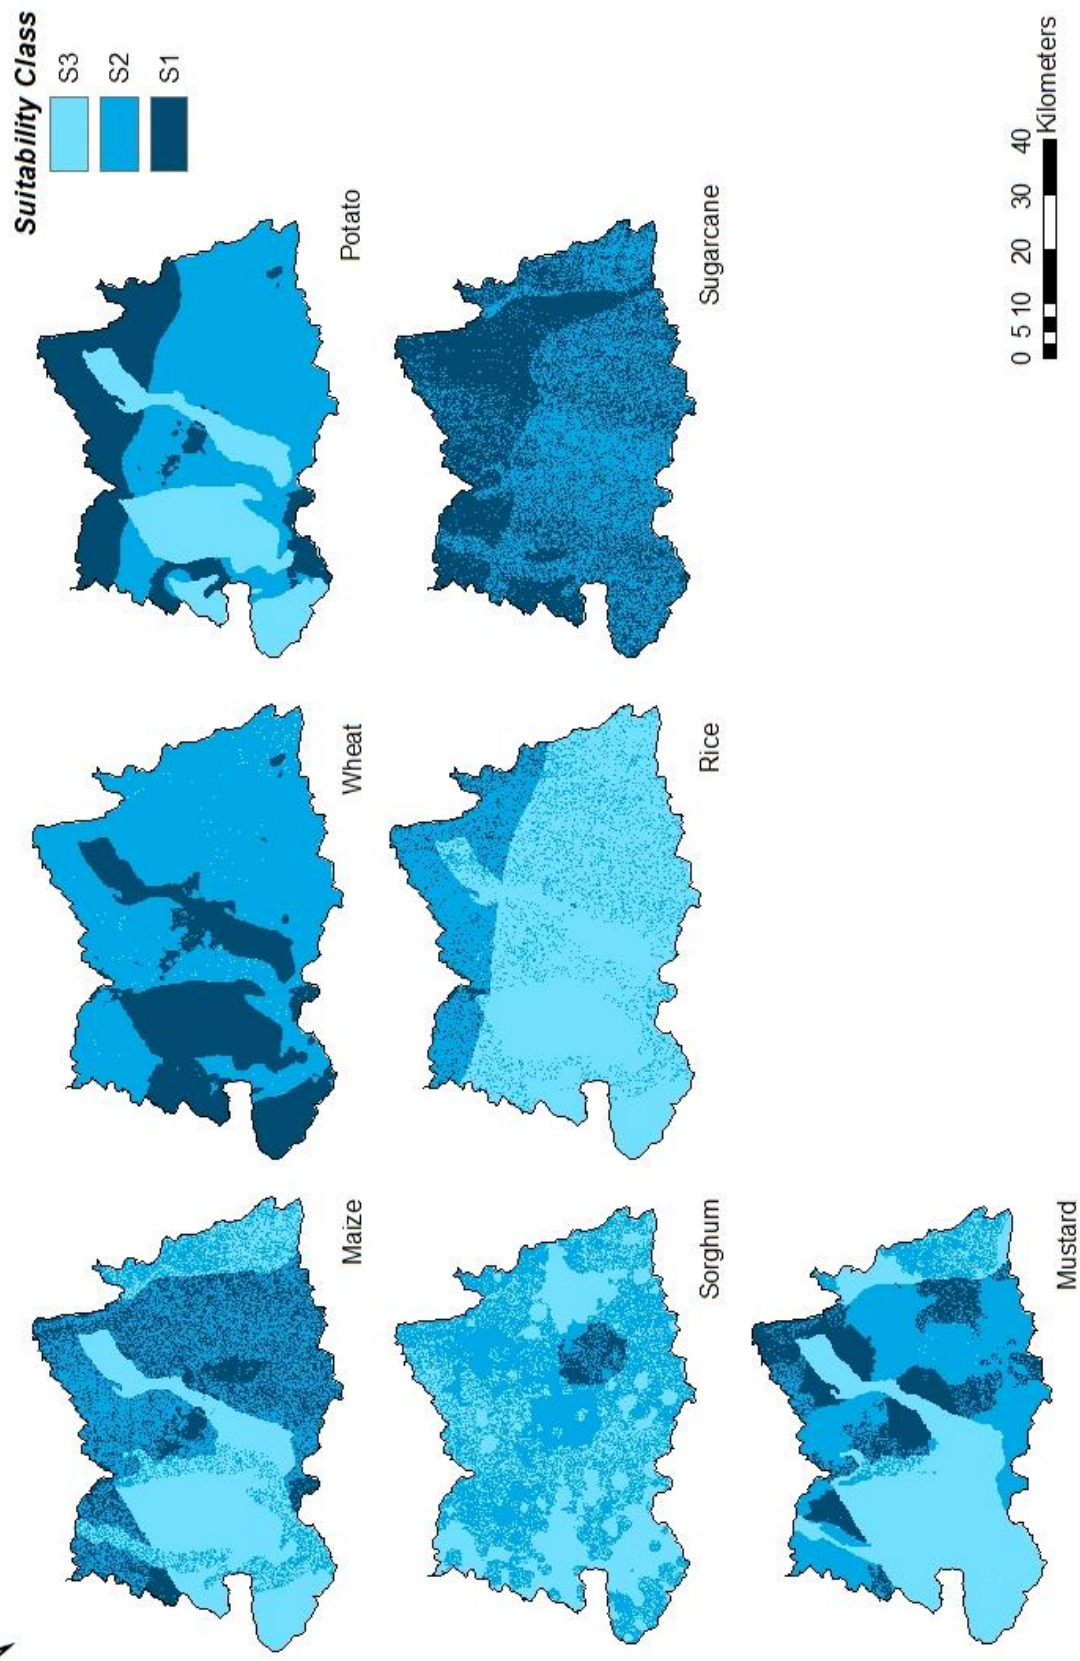 Suitability Class
S3
S2
S1
Maize
Wheat
Potato
Sorghum
Rice
Sugarcane
Mustard
0 5 10 20 30 40
Kilometers